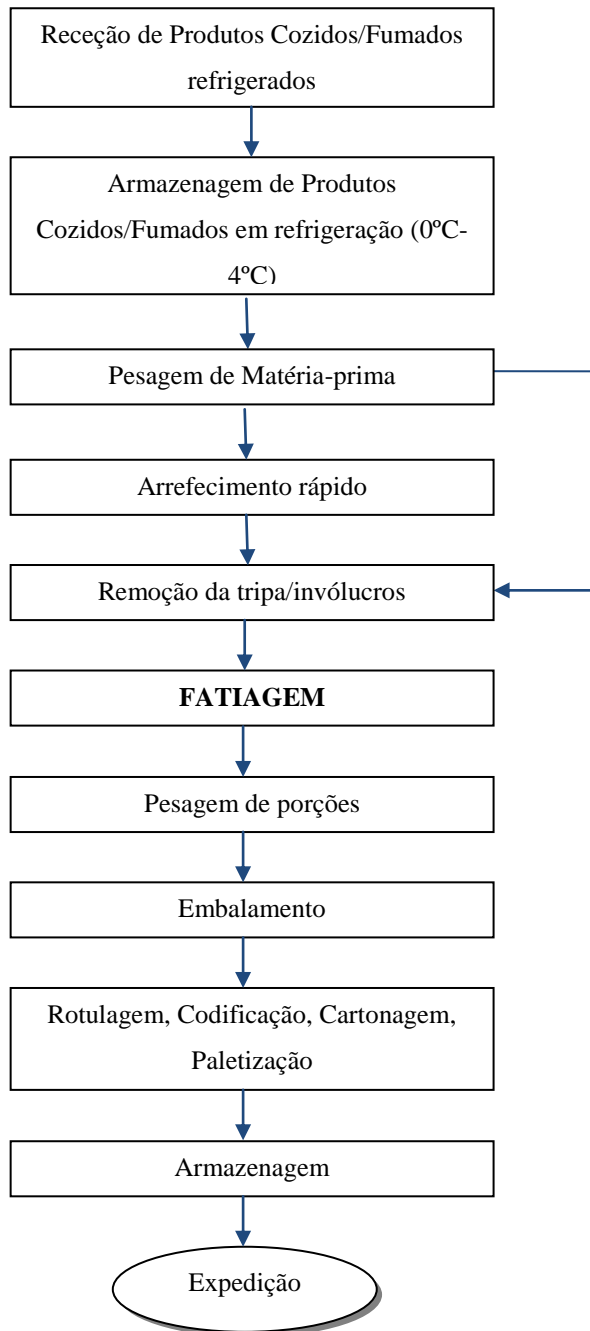 Receção de Produtos Cozidos/Fumados
refrigerados
Armazenagem de Produtos
Cozidos/Fumados em refrigeração (0ºC-
4ºC)
Pesagem de Matéria-prima
Arrefecimento rápido
Remoção da tripa/invólucros
FATIAGEM
Pesagem de porções
Embalamento
Rotulagem, Codificação, Cartonagem,
Paletização
Armazenagem
Expedição